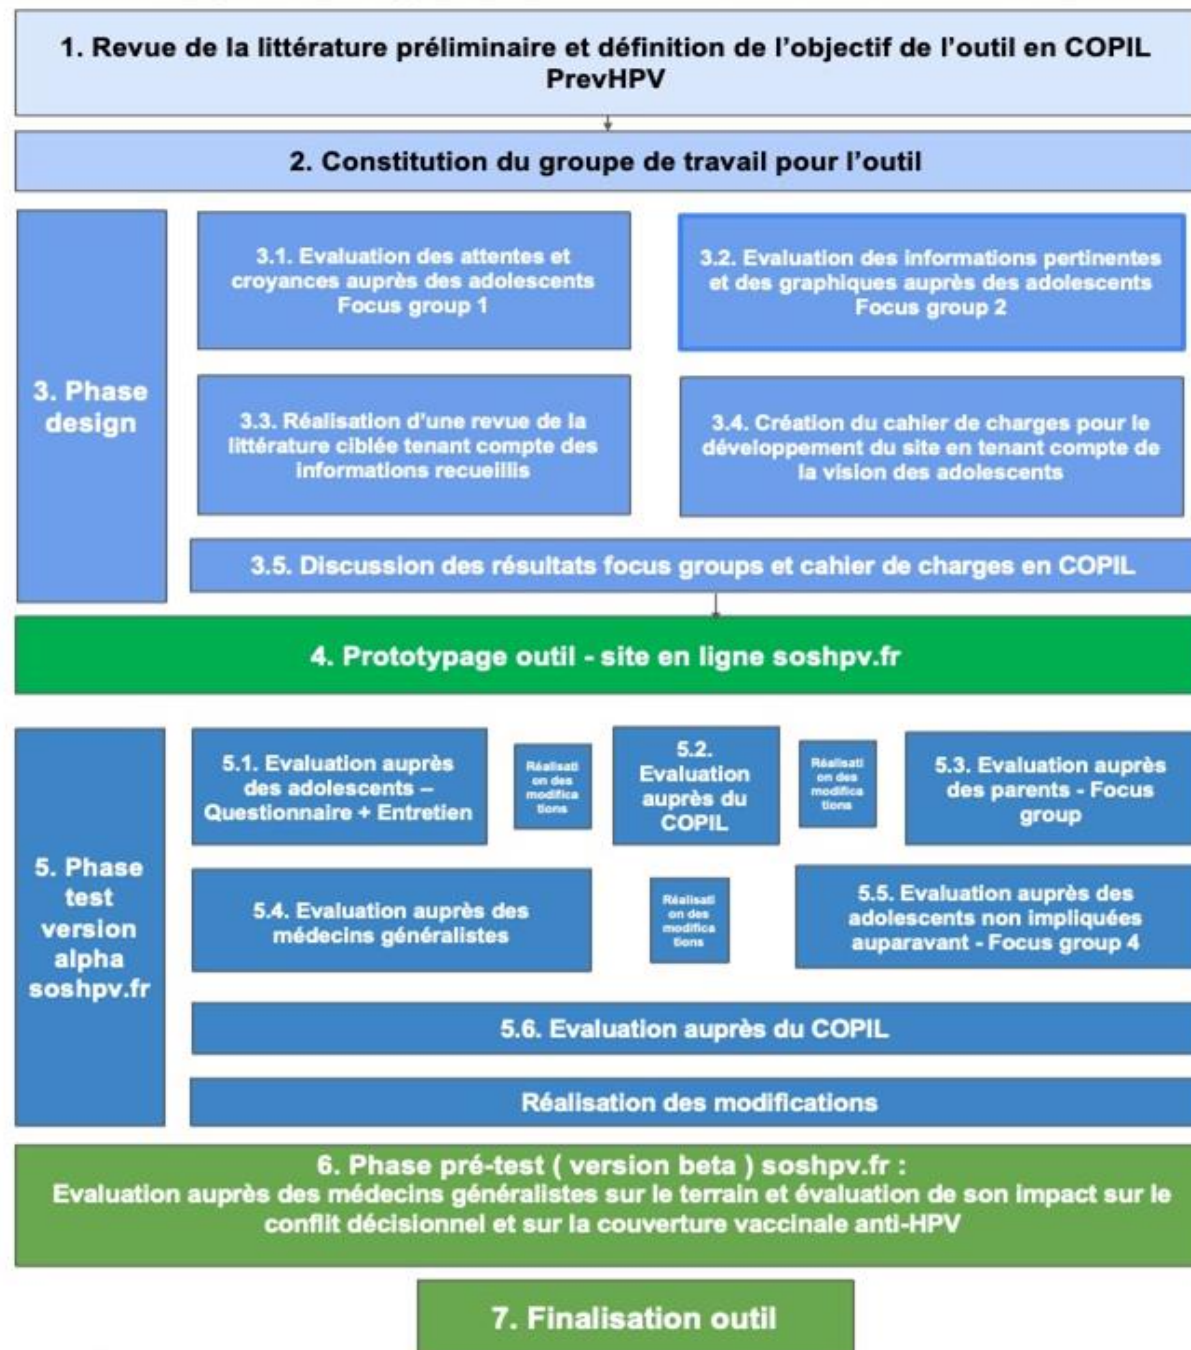 1. Revue de la littérature préliminaire et définition de l'objectif de l'outil en COPIL
PrevHPV
2. Constitution du groupe de travail pour l'outil
3. Phase
design
3.1. Evaluation des attentes et
croyances auprès des adolescents
Focus group 1
3.2. Evaluation des informations pertinentes
et des graphiques auprès des adolescents
Focus group 2
3.3. Réalisation d'une revue de la
littérature ciblée tenant compte des
informations recueillis
3.4. Création du cahier de charges pour le
développement du site en tenant compte de
la vision des adolescents
3.5. Discussion des résultats focus groups et cahier de charges en COPIL
4. Prototypage outil - site en ligne soshpv.fr
5. Phase
test
version
alpha
soshpv.fr
5.1. Evaluation auprès
des adolescents –
Questionnaire + Entretien
Réalisati
on des
modifica
tions
5.2.
Evaluation
auprès du
COPIL
Réalisati
on des
modifica
tions
5.3. Evaluation auprès
des parents - Focus
group
5.4. Evaluation auprès des
médecins généralistes
Réalisati
on des
modifica
tions
5.5. Evaluation auprès des
adolescents non impliquées
auparavant - Focus group 4
5.6. Evaluation auprès du COPIL
Réalisation des modifications
6. Phase pré-test ( version beta ) soshpv.fr :
Evaluation auprès des médecins généralistes sur le terrain et évaluation de son impact sur le
conflit décisionnel et sur la couverture vaccinale anti-HPV
7. Finalisation outil